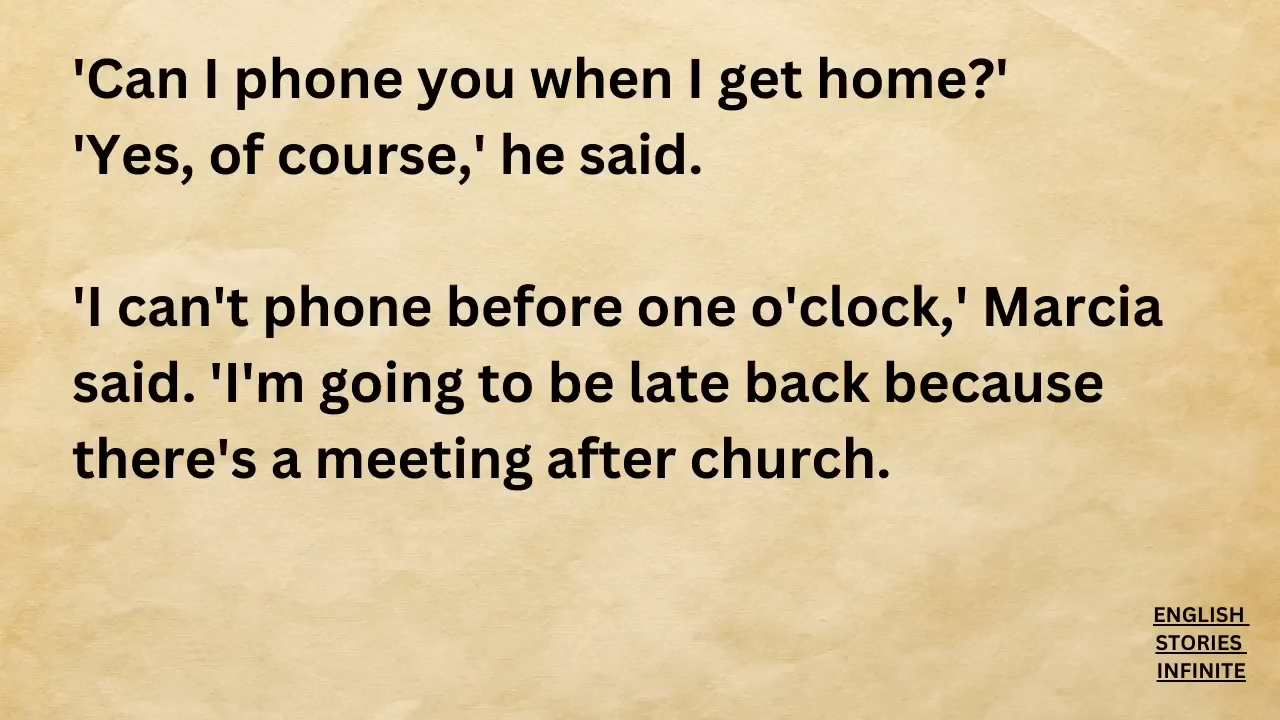 'Can I phone you when I get home?'
'Yes, of course,' he said.
'I can't phone before one o'clock,' Marcia
said. 'I'm going to be late back because
there's a meeting after church.
ENGLISH
STORIES
INFINITE